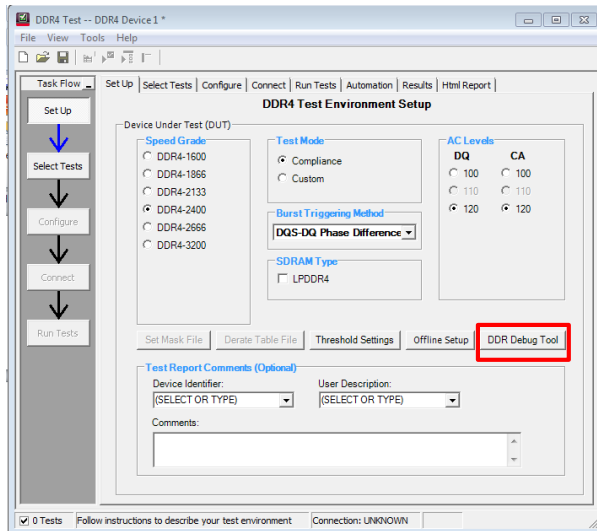 DDR4 Test -- DDR4 Device 1 *
File View Tools Help
Task Flow
Set Up
Select Tests
Configure
Connect
Run Tests
Set Up Select Tests Configure Connect Run Tests Automation Results Html Report
DDR4 Test Environment Setup
Device Under Test (DUT)
Speed Grade
DDR4-1600
DDR4-1866
DDR4-2133
DDR4-2400
DDR4-2666
DDR4-3200
Test Mode
Compliance
Custom
Burst Triggering Method
DQS-DQ Phase Difference
SDRAM Type
LPDDR4
AC Levels
DQ CA
100 100
110 110
120 120
Set Mask File Derate Table File Threshold Settings Offline Setup DDR Debug Tool
Test Report Comments (Optional)
Device Identifier: User Description:
(SELECT OR TYPE) (SELECT OR TYPE)
Comments:
0 Tests Follow instructions to describe your test environment Connection: UNKNOWN